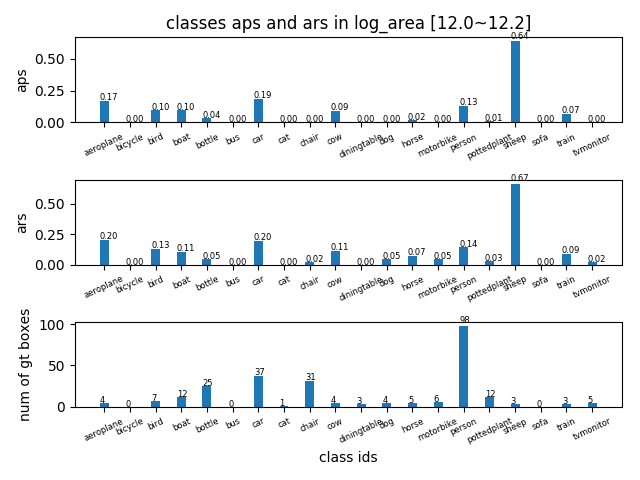 classes aps and ars in log_area [12.0~12.2]
aps
0.50
0.25
0.00
0.17 0.00 0.10 0.10 0.04 0.00 0.19 0.00 0.00 0.09 0.00 0.00 0.02 0.00 0.13 0.01 0.64 0.00 0.07 0.00
aeroplane bicycle bird boat bottle bus car cat chair cow diningtable dog horse motorbike person pottedplant sheep sofa train tvmonitor
ars
0.50
0.25
0.00
0.20 0.00 0.13 0.11 0.05 0.00 0.20 0.00 0.02 0.11 0.00 0.05 0.07 0.05 0.14 0.03 0.67 0.00 0.09 0.02
aeroplane bicycle bird boat bottle bus car cat chair cow diningtable dog horse motorbike person pottedplant sheep sofa train tvmonitor
num of gt boxes
100
50
0
4 0 7 12 25 0 37 1 31 4 3 4 5 6 98 12 3 0 3 5
aeroplane bicycle bird boat bottle bus car cat chair cow diningtable dog horse motorbike person pottedplant sheep sofa train tvmonitor
class ids